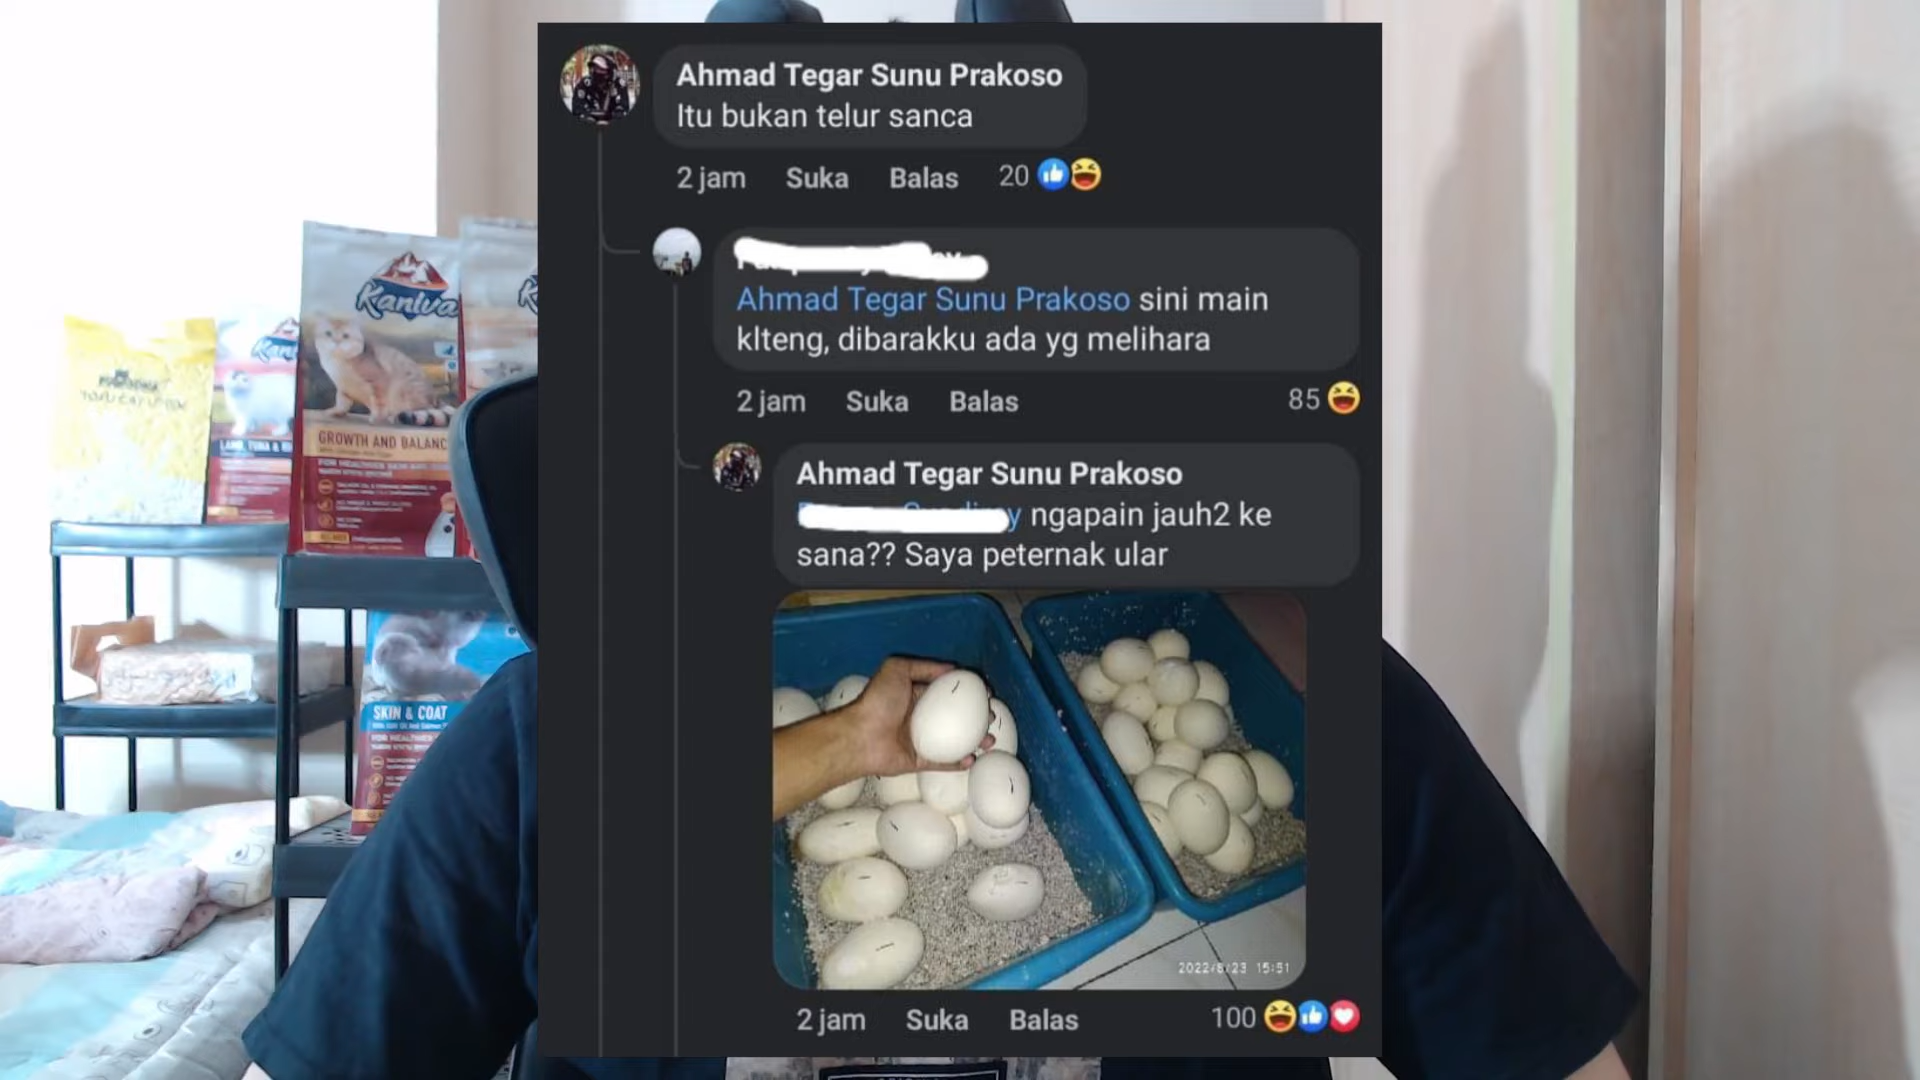 Ahmad Tegar Sunu Prakoso
Itu bukan telur sanca
2 jam Suka Balas 20
Ahmad Tegar Sunu Prakoso sini main
klteng, dibarakku ada yg melihara
2 jam Suka Balas 85
Ahmad Tegar Sunu Prakoso
ngapain jauh2 ke
sana?? Saya peternak ular
2022/8/23 15:51
2 jam Suka Balas 100
Kaniva
GROWTH AND BALANC
SKIN & COAT